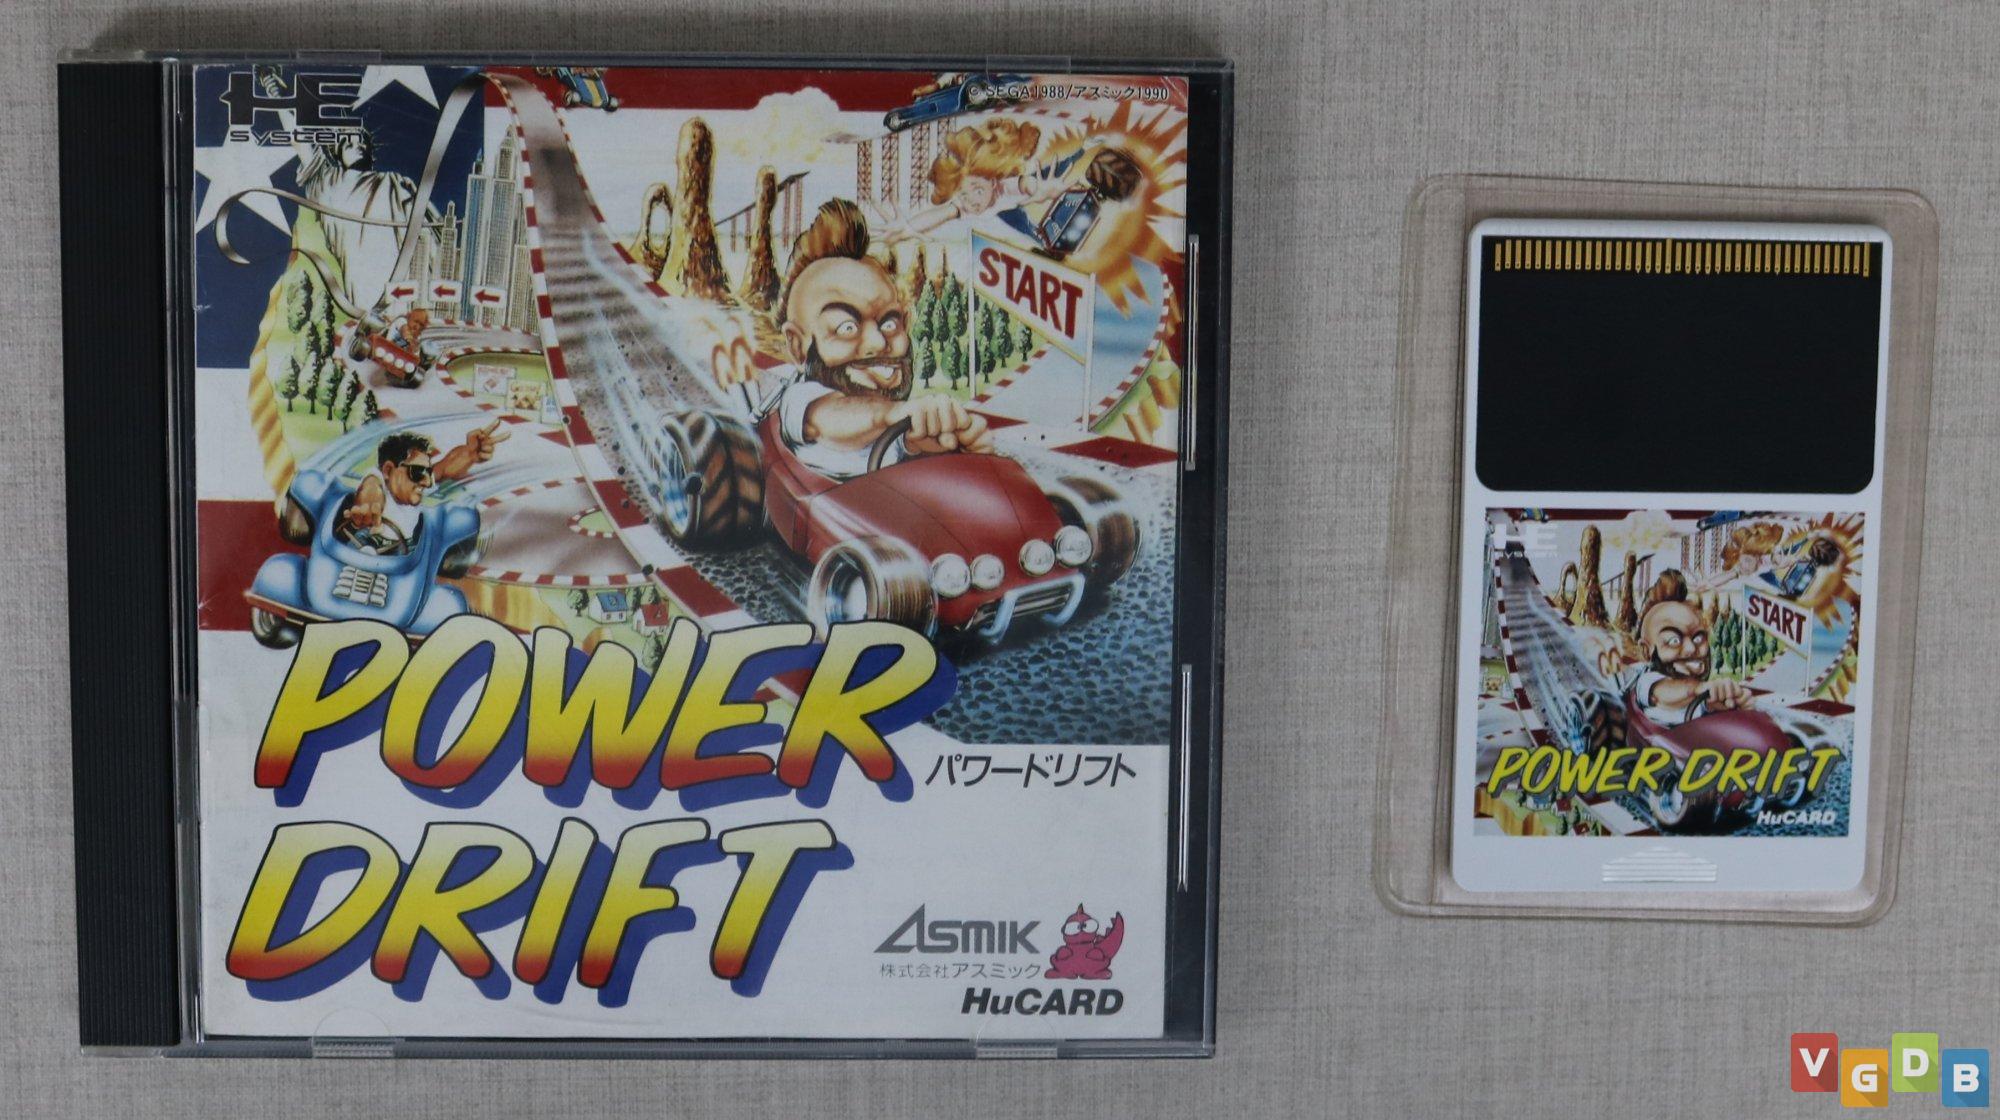 HE
system
© SEGA 1988/アスミック1990
START
POWER
パワードリフト
DRIFT
ASMIK
株式会社アスミック
HuCARD
HE
system
START
POWER DRIFT
HuCARD
VGDB